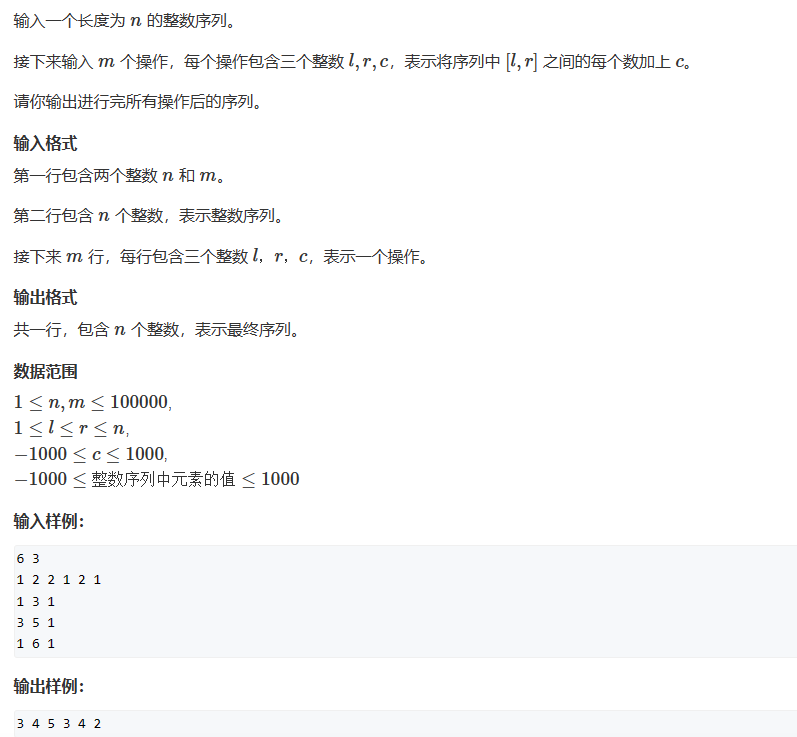 输入一个长度为 n 的整数序列。
接下来输入 m 个操作，每个操作包含三个整数 l, r, c，表示将序列中 [l, r] 之间的每个数加上 c。
请你输出进行完所有操作后的序列。
输入格式
第一行包含两个整数 n 和 m。
第二行包含 n 个整数，表示整数序列。
接下来 m 行，每行包含三个整数 l，r，c，表示一个操作。
输出格式
共一行，包含 n 个整数，表示最终序列。
数据范围
1 ≤ n, m ≤ 100000,
1 ≤ l ≤ r ≤ n,
−1000 ≤ c ≤ 1000,
−1000 ≤ 整数序列中元素的值 ≤ 1000
输入样例：
6 3
1 2 2 1 2 1
1 3 1
3 5 1
1 6 1
输出样例：
3 4 5 3 4 2